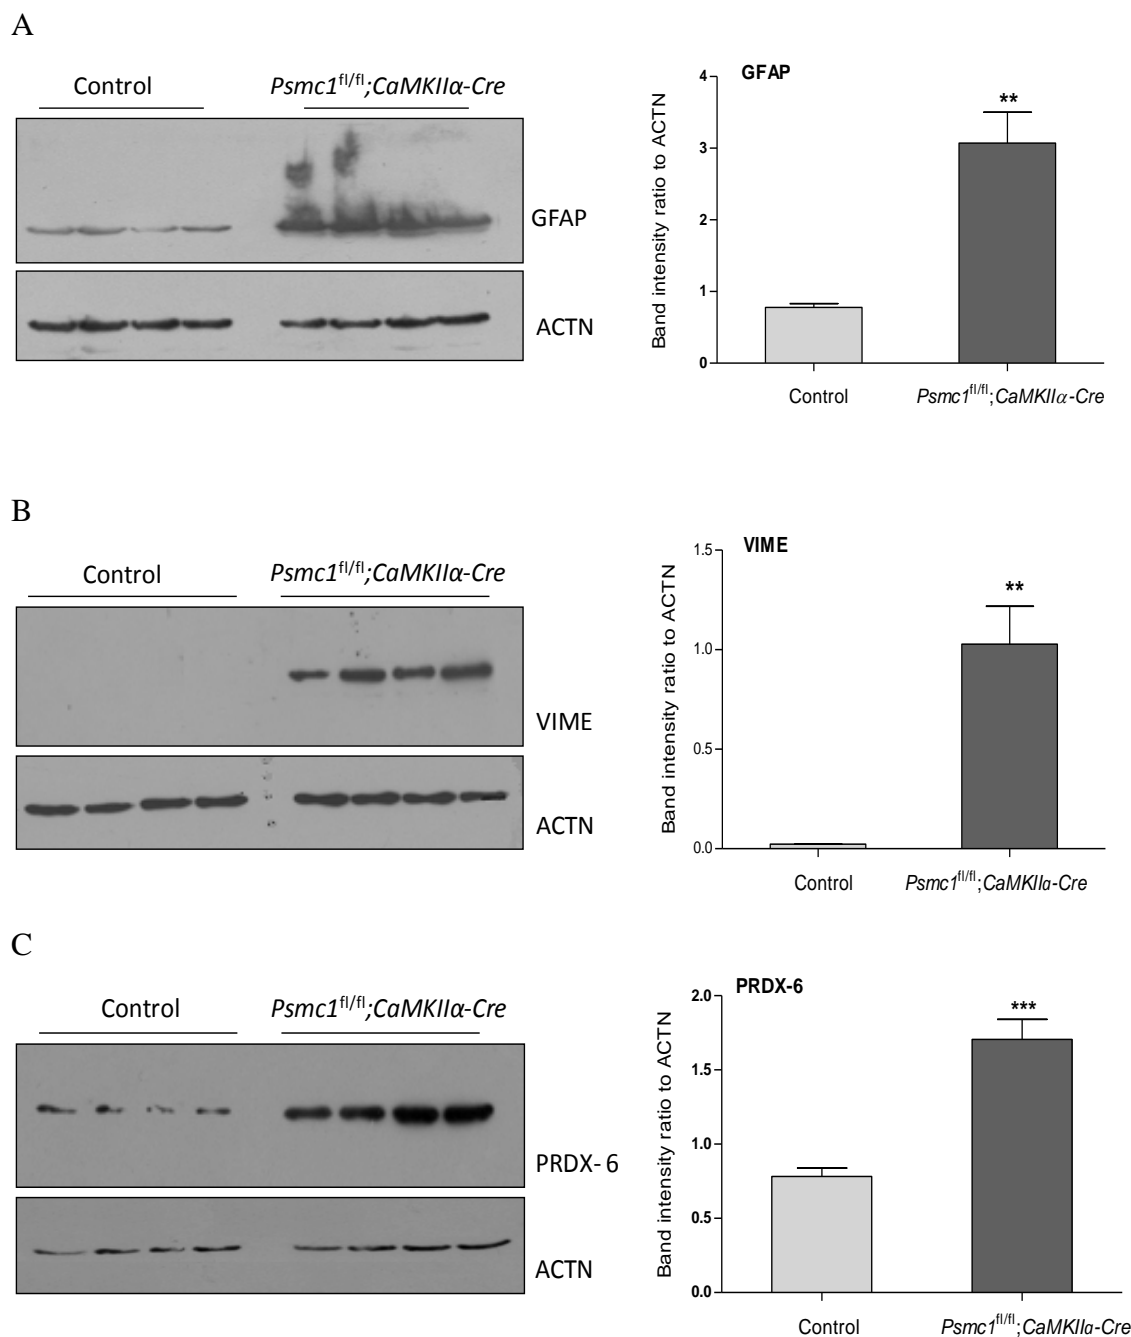 A
Control
Psmc1fl/fl;CaMKIIα-Cre
GFAP
ACTN
GFAP
Band intensity ratio to ACTN
4
3
2
1
0
**
Control
Psmc1fl/fl;CaMKIIα-Cre
B
Control
Psmc1fl/fl;CaMKIIα-Cre
VIME
ACTN
VIME
Band intensity ratio to ACTN
1.5
1.0
0.5
0.0
**
Control
Psmc1fl/fl;CaMKIIα-Cre
C
Control
Psmc1fl/fl;CaMKIIα-Cre
PRDX-6
ACTN
PRDX-6
Band intensity ratio to ACTN
2.0
1.5
1.0
0.5
0.0
***
Control
Psmc1fl/fl;CaMKIIα-Cre